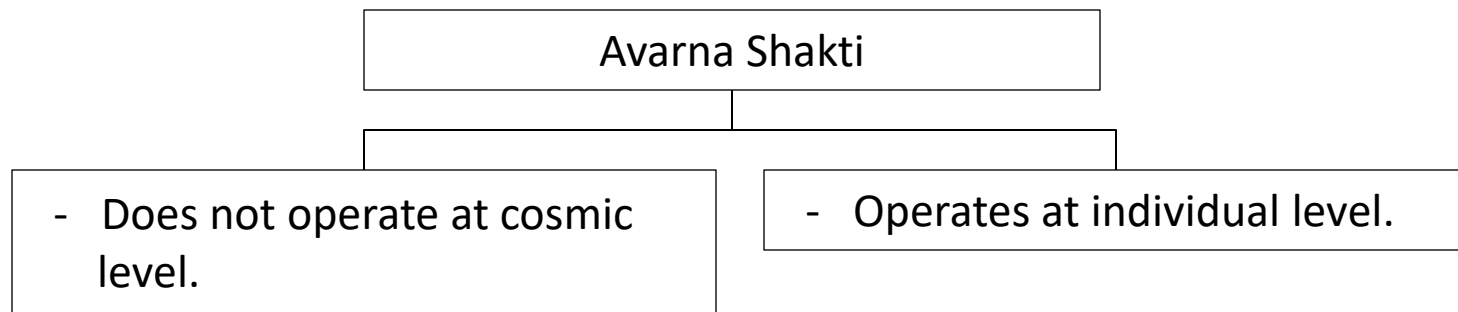 Avarna Shakti
- Does not operate at cosmic
level.
- Operates at individual level.